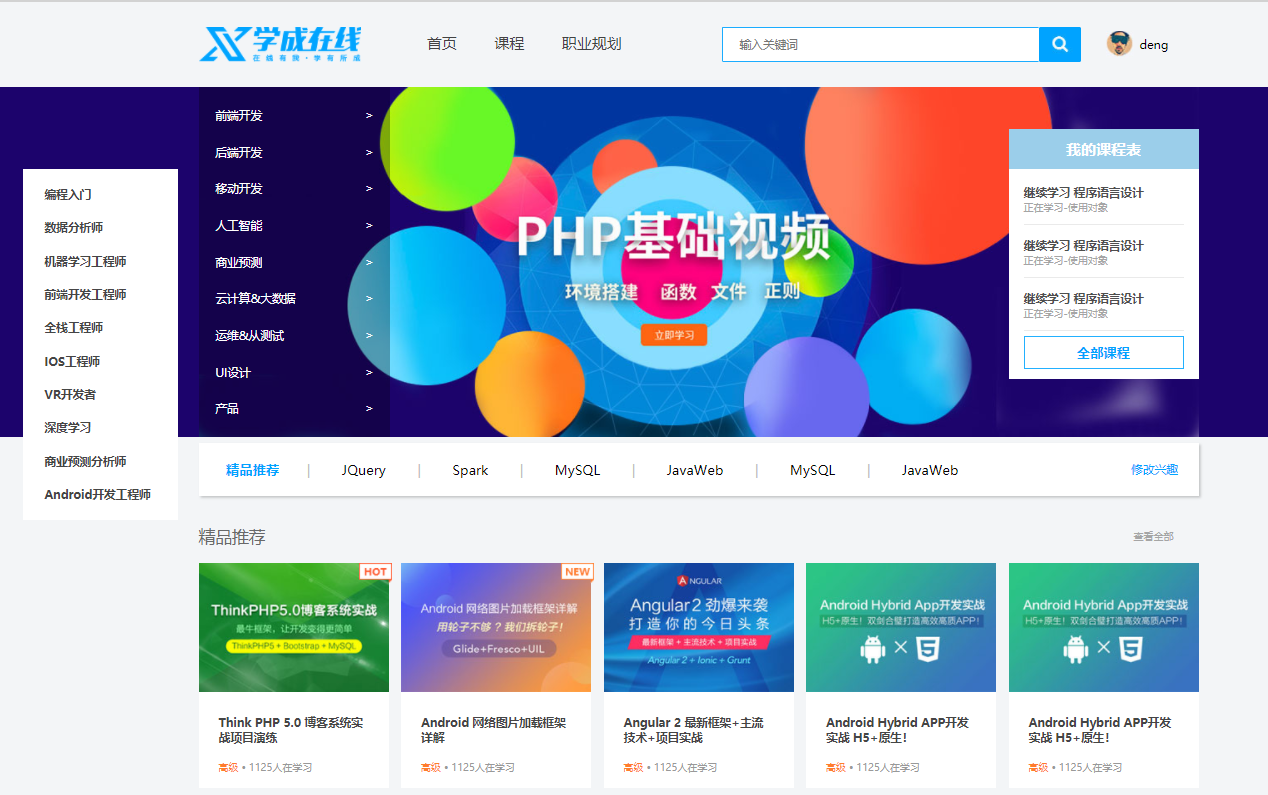 学成在线
在线有我·学有所成
首页 课程 职业规划
输入关键词
deng
前端开发 >
后端开发 >
移动开发 >
人工智能 >
商业预测 >
云计算&大数据 >
运维&从测试 >
UI设计 >
产品 >
编程入门
数据分析师
机器学习工程师
前端开发工程师
全栈工程师
IOS工程师
VR开发者
深度学习
商业预测分析师
Android开发工程师
PHP基础视频
环境搭建 函数 文件 正则
立即学习
我的课程表
继续学习 程序语言设计
正在学习-使用对象
继续学习 程序语言设计
正在学习-使用对象
继续学习 程序语言设计
正在学习-使用对象
全部课程
精品推荐 | JQuery | Spark | MySQL | JavaWeb | MySQL | JavaWeb 修改兴趣
精品推荐 查看全部
HOT
ThinkPHP5.0博客系统实战
最牛框架，让开发变得更简单
ThinkPHP5 + Bootstrap + MySQL
Think PHP 5.0 博客系统实
战项目演练
高级 • 1125人在学习
NEW
Android 网络图片加载框架详解
用轮子不够？我们拆轮子！
Glide+Fresco+UIL
Android 网络图片加载框架
详解
高级 • 1125人在学习
ANGULAR
Angular2 动爆来袭
打造你的今日头条
最新框架 + 主流技术 + 项目实战
Angular 2 + Ionic + Grunt
Angular 2 最新框架+主流
技术+项目实战
高级 • 1125人在学习
Android Hybrid App开发实战
H5+原生！双剑合璧打造高效高质APP！
Android Hybrid APP开发
实战 H5+原生！
高级 • 1125人在学习
Android Hybrid App开发实战
H5+原生！双剑合璧打造高效高质APP！
Android Hybrid APP开发
实战 H5+原生！
高级 • 1125人在学习